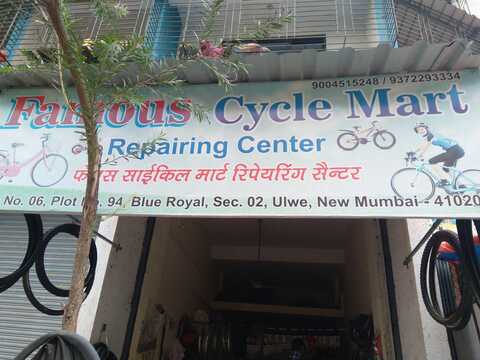 9004515248 / 9372293334
Famous Cycle Mart
Repairing Center
साईकिल मार्ट रिपेयरिंग सैन्टर
No. 06, Plot No. 94, Blue Royal, Sec. 02, Ulwe, New Mumbai - 41020